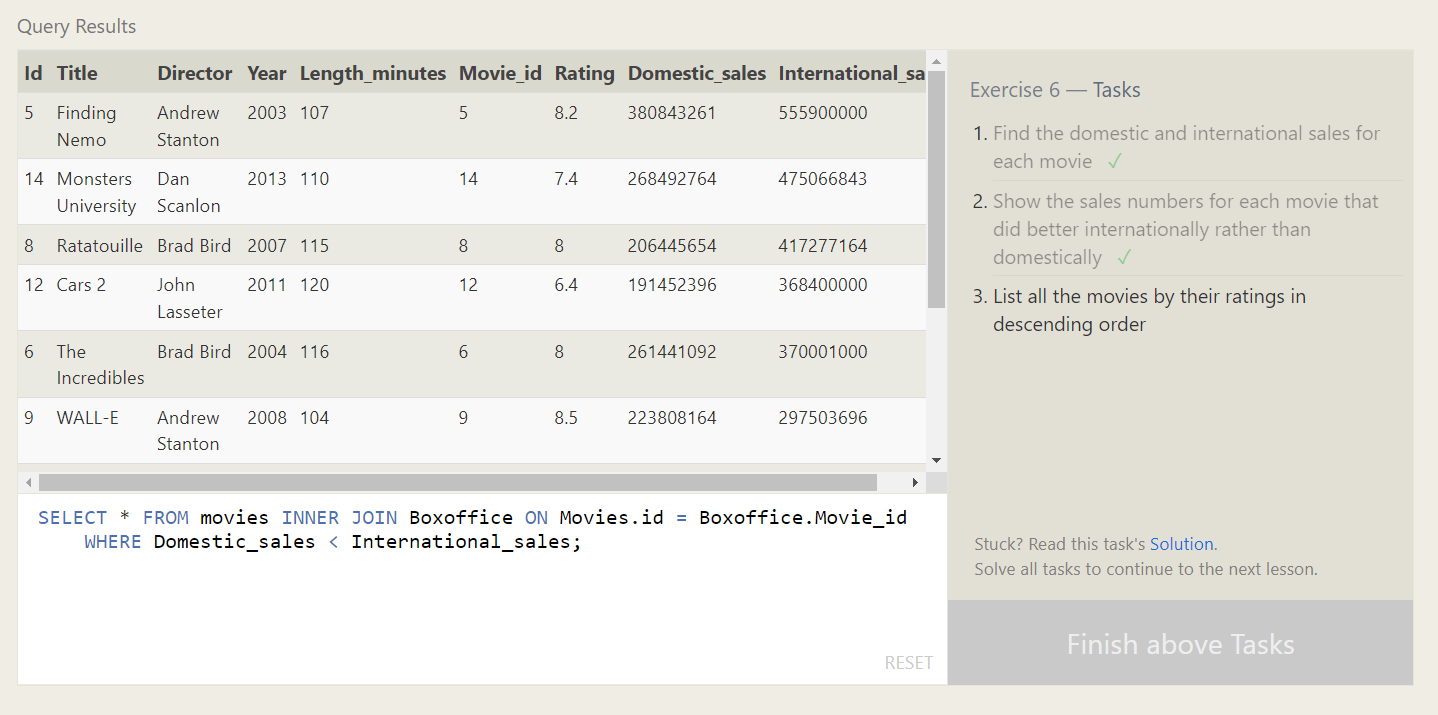 Query Results
Id Title Director Year Length_minutes Movie_id Rating Domestic_sales International_sa
5 Finding Nemo Andrew Stanton 2003 107 5 8.2 380843261 555900000
14 Monsters University Dan Scanlon 2013 110 14 7.4 268492764 475066843
8 Ratatouille Brad Bird 2007 115 8 8 206445654 417277164
12 Cars 2 John Lasseter 2011 120 12 6.4 191452396 368400000
6 The Incredibles Brad Bird 2004 116 6 8 261441092 370001000
9 WALL-E Andrew Stanton 2008 104 9 8.5 223808164 297503696
SELECT * FROM movies INNER JOIN Boxoffice ON Movies.id = Boxoffice.Movie_id
WHERE Domestic_sales < International_sales;
RESET
Exercise 6 — Tasks
1. Find the domestic and international sales for
each movie ✓
2. Show the sales numbers for each movie that
did better internationally rather than
domestically ✓
3. List all the movies by their ratings in
descending order
Stuck? Read this task's Solution.
Solve all tasks to continue to the next lesson.
Finish above Tasks